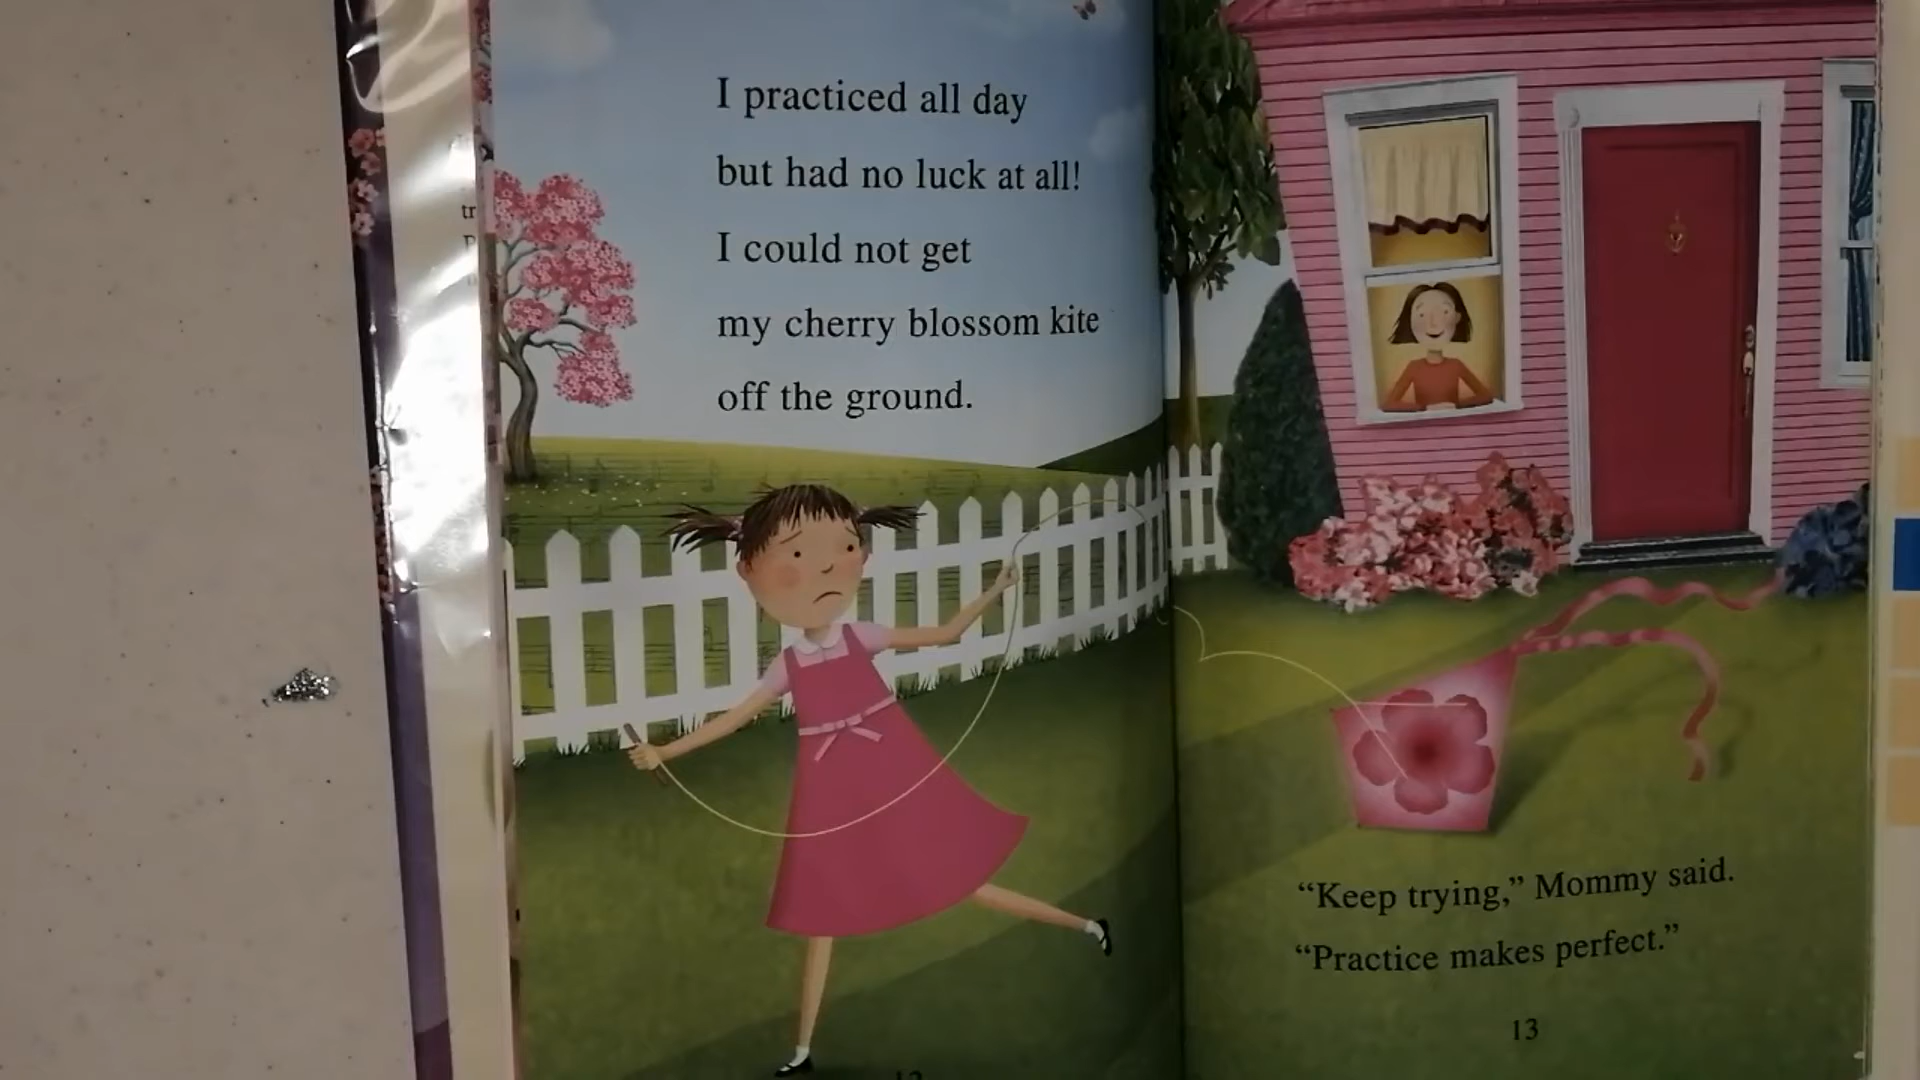 I practiced all day
but had no luck at all!
I could not get
my cherry blossom kite
off the ground.
“Keep trying,” Mommy said.
“Practice makes perfect.”
13
12